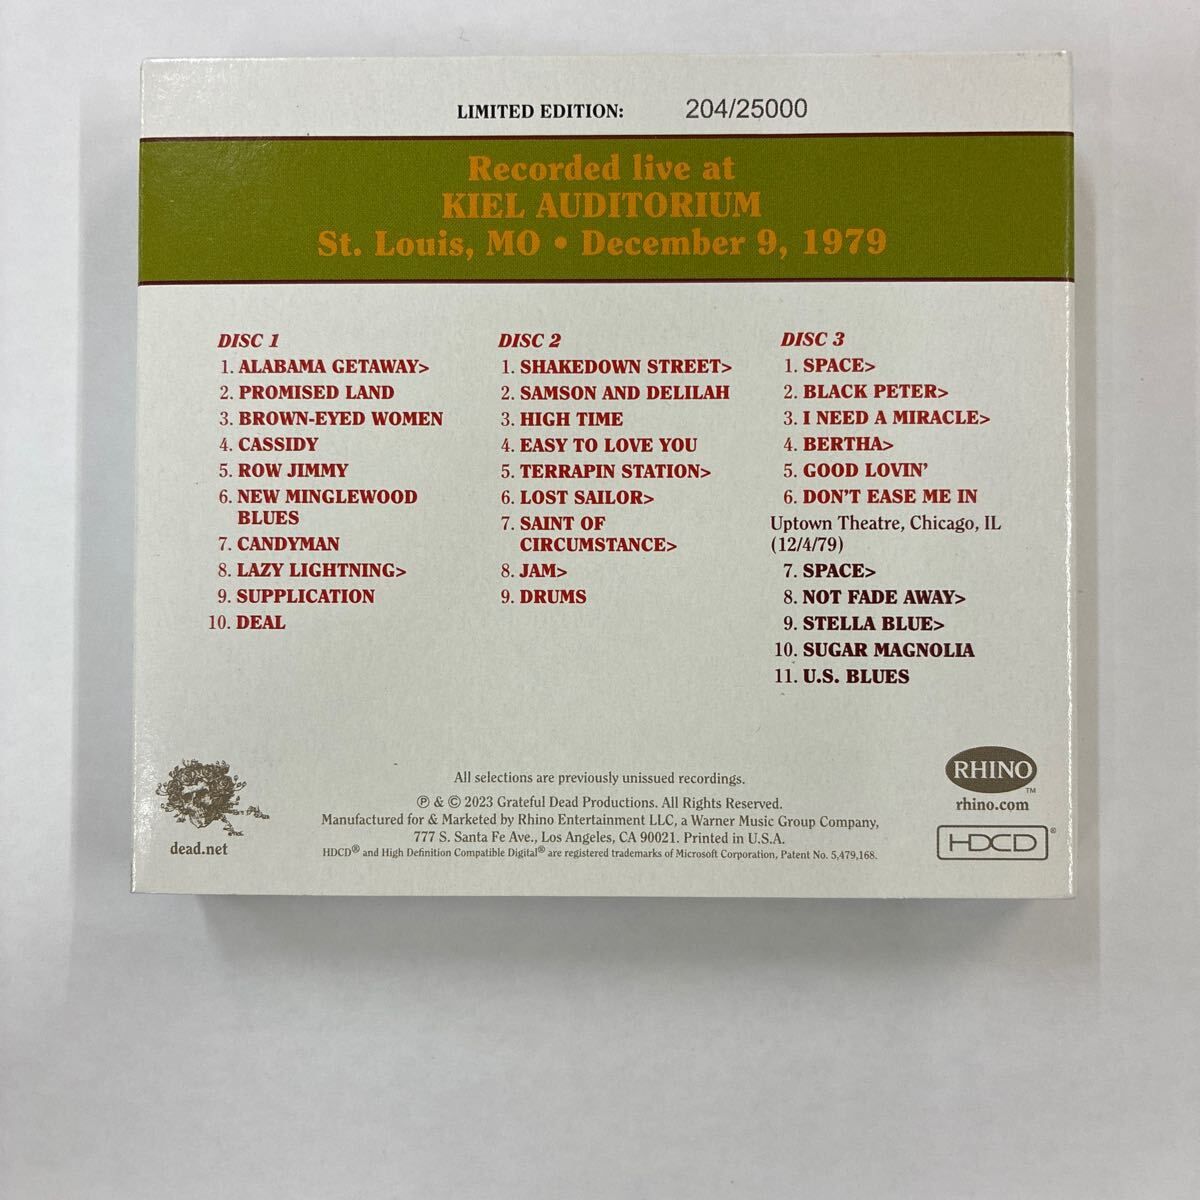 LIMITED EDITION: 204/25000
Recorded live at
KIEL AUDITORIUM
St. Louis, MO • December 9, 1979
DISC 1
1. ALABAMA GETAWAY>
2. PROMISED LAND
3. BROWN-EYED WOMEN
4. CASSIDY
5. ROW JIMMY
6. NEW MINGLEWOOD
BLUES
7. CANDYMAN
8. LAZY LIGHTNING>
9. SUPPLICATION
10. DEAL
DISC 2
1. SHAKEDOWN STREET>
2. SAMSON AND DELILAH
3. HIGH TIME
4. EASY TO LOVE YOU
5. TERRAPIN STATION>
6. LOST SAILOR>
7. SAINT OF
CIRCUMSTANCE>
8. JAM>
9. DRUMS
DISC 3
1. SPACE>
2. BLACK PETER>
3. I NEED A MIRACLE>
4. BERTHA>
5. GOOD LOVIN'
6. DON'T EASE ME IN
Uptown Theatre, Chicago, IL
(12/4/79)
7. SPACE>
8. NOT FADE AWAY>
9. STELLA BLUE>
10. SUGAR MAGNOLIA
11. U.S. BLUES
dead.net
All selections are previously unissued recordings.
℗ & © 2023 Grateful Dead Productions. All Rights Reserved.
Manufactured for & Marketed by Rhino Entertainment LLC, a Warner Music Group Company,
777 S. Santa Fe Ave., Los Angeles, CA 90021. Printed in U.S.A.
HDCD® and High Definition Compatible Digital® are registered trademarks of Microsoft Corporation, Patent No. 5,479,168.
RHINO™
rhino.com
HDCD®